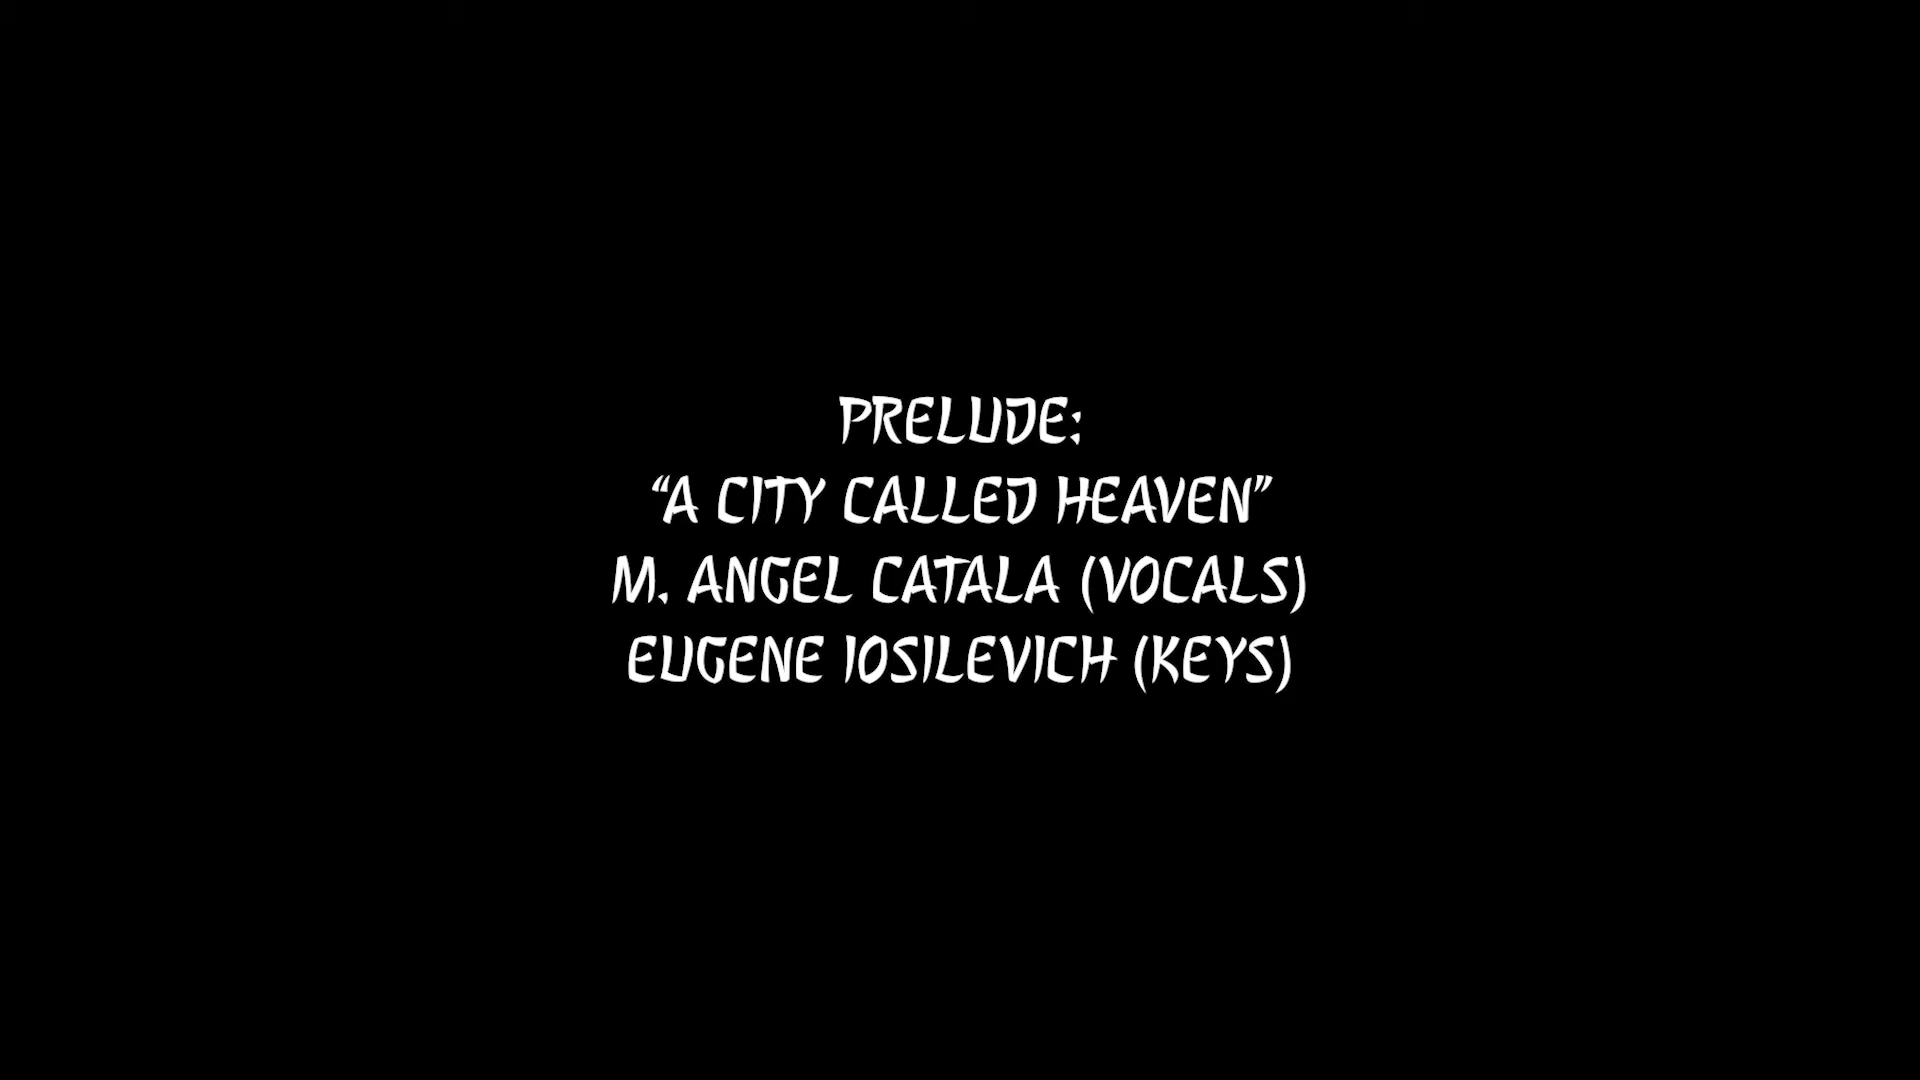 PRELUDE:
“A CITY CALLED HEAVEN”
M. ANGEL CATALA (VOCALS)
EUGENE IOSILEVICH (KEYS)